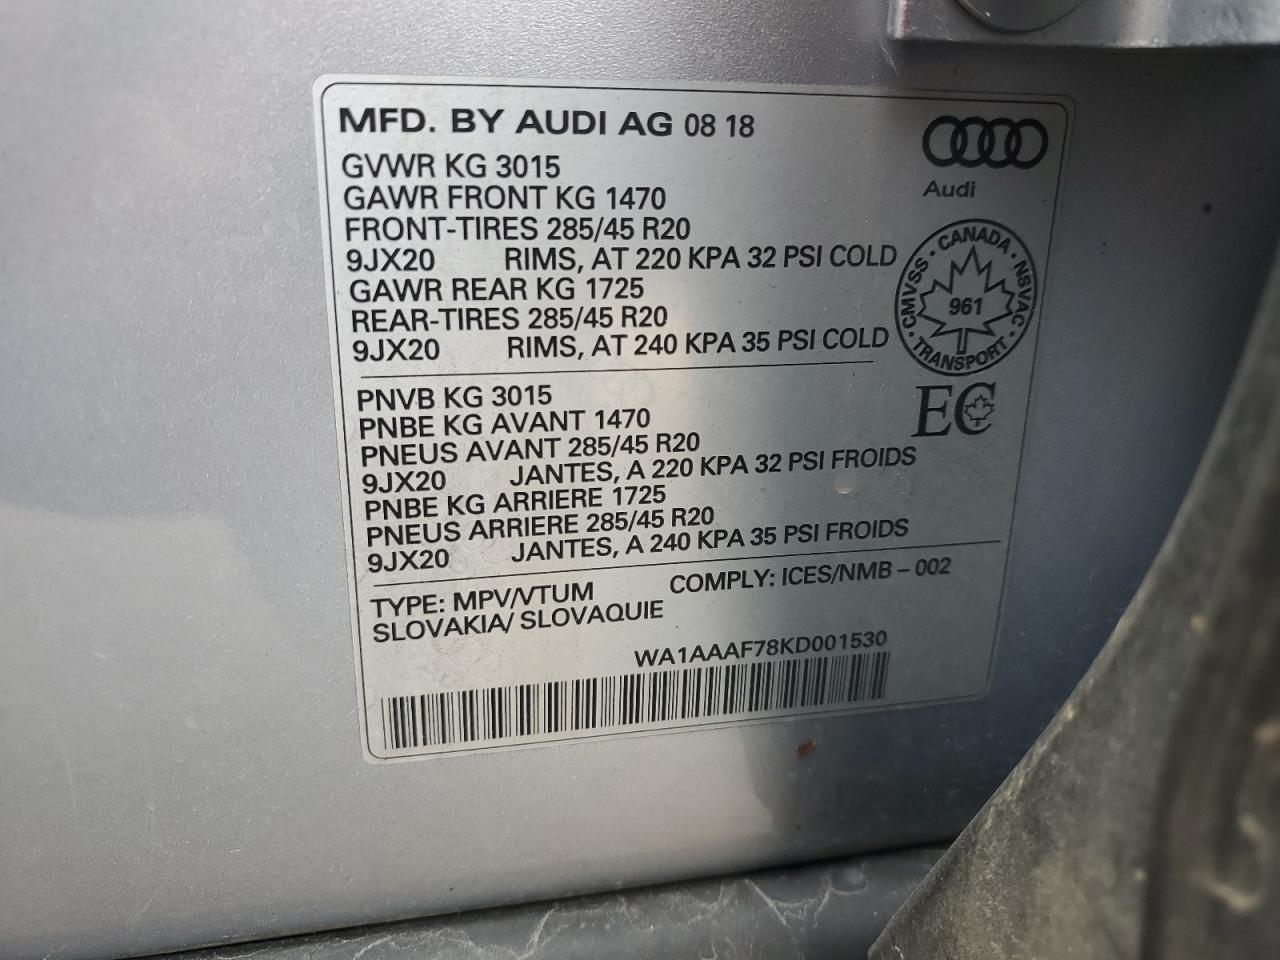 MFD. BY AUDI AG 08 18
GVWR KG 3015
GAWR FRONT KG 1470
FRONT-TIRES 285/45 R20
9JX20 RIMS, AT 220 KPA 32 PSI COLD
GAWR REAR KG 1725
REAR-TIRES 285/45 R20
9JX20 RIMS, AT 240 KPA 35 PSI COLD
Audi
CANADA · NSVAC · TRANSPORT · CMVSS ·
961
EC
PNVB KG 3015
PNBE KG AVANT 1470
PNEUS AVANT 285/45 R20
9JX20 JANTES, A 220 KPA 32 PSI FROIDS
PNBE KG ARRIERE 1725
PNEUS ARRIERE 285/45 R20
9JX20 JANTES, A 240 KPA 35 PSI FROIDS
TYPE: MPV/VTUM COMPLY: ICES/NMB – 002
SLOVAKIA/ SLOVAQUIE
WA1AAAF78KD001530